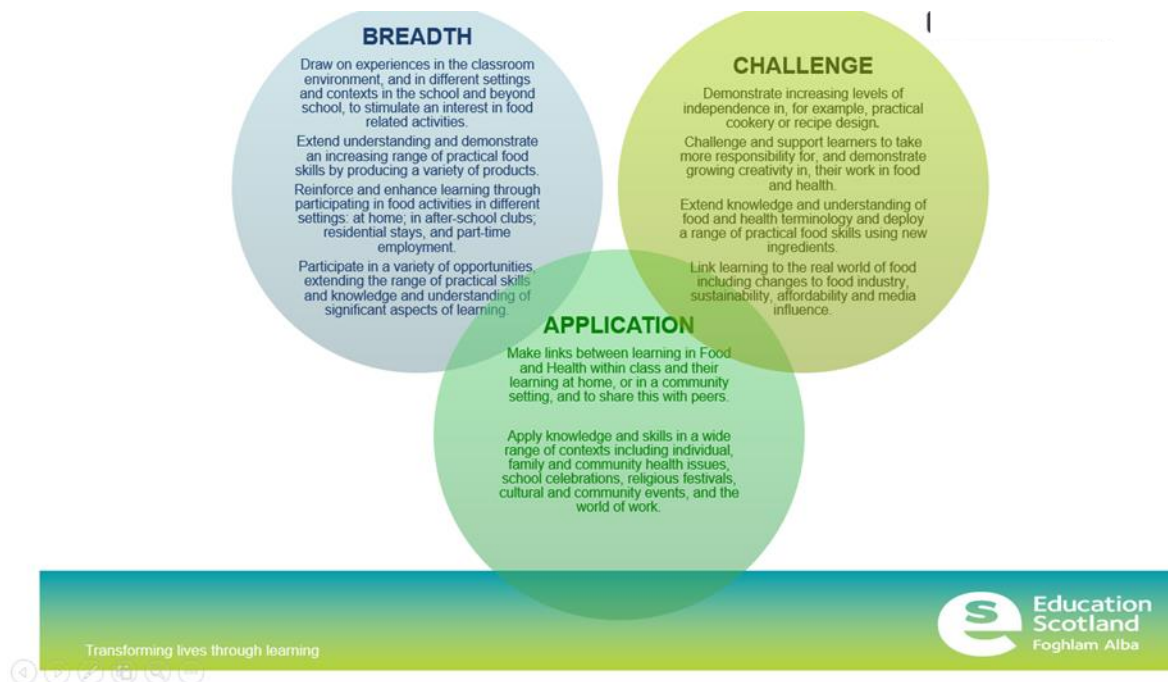 BREADTH
Draw on experiences in the classroom
environment, and in different settings
and contexts in the school and beyond
school, to stimulate an interest in food
related activities.
Extend understanding and demonstrate
an increasing range of practical food
skills by producing a variety of products.
Reinforce and enhance learning through
participating in food activities in different
settings: at home; in after-school clubs;
residential stays, and part-time
employment.
Participate in a variety of opportunities,
extending the range of practical skills
and knowledge and understanding of
significant aspects of learning.
CHALLENGE
Demonstrate increasing levels of
independence in, for example, practical
cookery or recipe design.
Challenge and support learners to take
more responsibility for, and demonstrate
growing creativity in, their work in food
and health.
Extend knowledge and understanding of
food and health terminology and deploy
a range of practical food skills using new
ingredients.
Link learning to the real world of food
including changes to food industry,
sustainability, affordability and media
influence.
APPLICATION
Make links between learning in Food
and Health within class and their
learning at home, or in a community
setting, and to share this with peers.
Apply knowledge and skills in a wide
range of contexts including individual,
family and community health issues,
school celebrations, religious festivals,
cultural and community events, and the
world of work.
Transforming lives through learning
Education
Scotland
Foghlam Alba